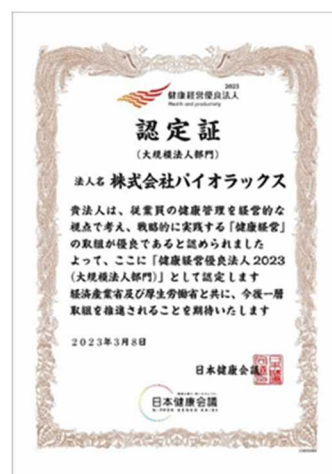 2023
健康経営優良法人
Health and productivity
認定証
(大規模法人部門)
法人名 株式会社バイオラックス
貴法人は、従業員の健康管理を経営的な
視点で考え、戦略的に実践する「健康経営」
の取組が優良であると認められました
よって、ここに「健康経営優良法人2023
(大規模法人部門)」として認定します
経済産業省及び厚生労働省と共に、今後一層
取組を推進されることを期待いたします
2023年3月8日
日本健康会議
日本健康会議
NIPPON KENKO KAIGI